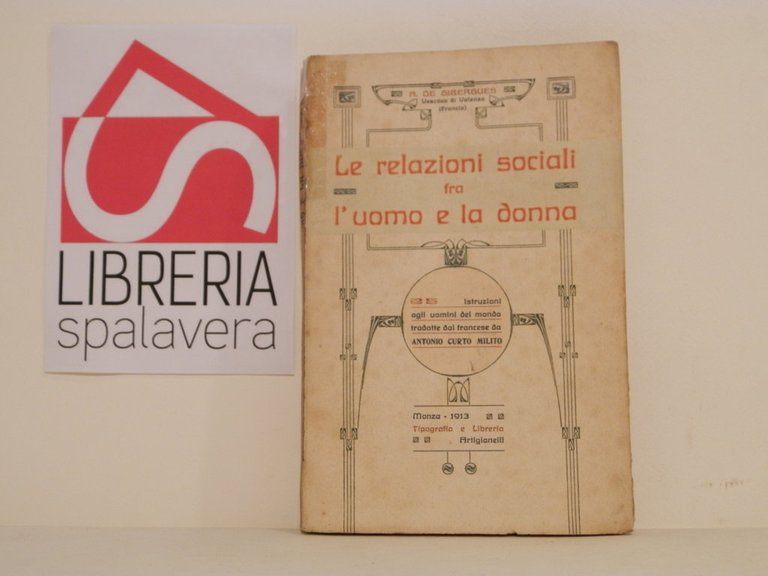 LIBRERIA
spalavera
A. DE GIBERGUES
Vescovo di Valenza
(Francia)
Le relazioni sociali
fra
l'uomo e la donna
Istruzioni
agli uomini del mondo
tradotte dal francese da
ANTONIO CURTO MILITO
Monza - 1913
Tipografia e Libreria
Artigianelli